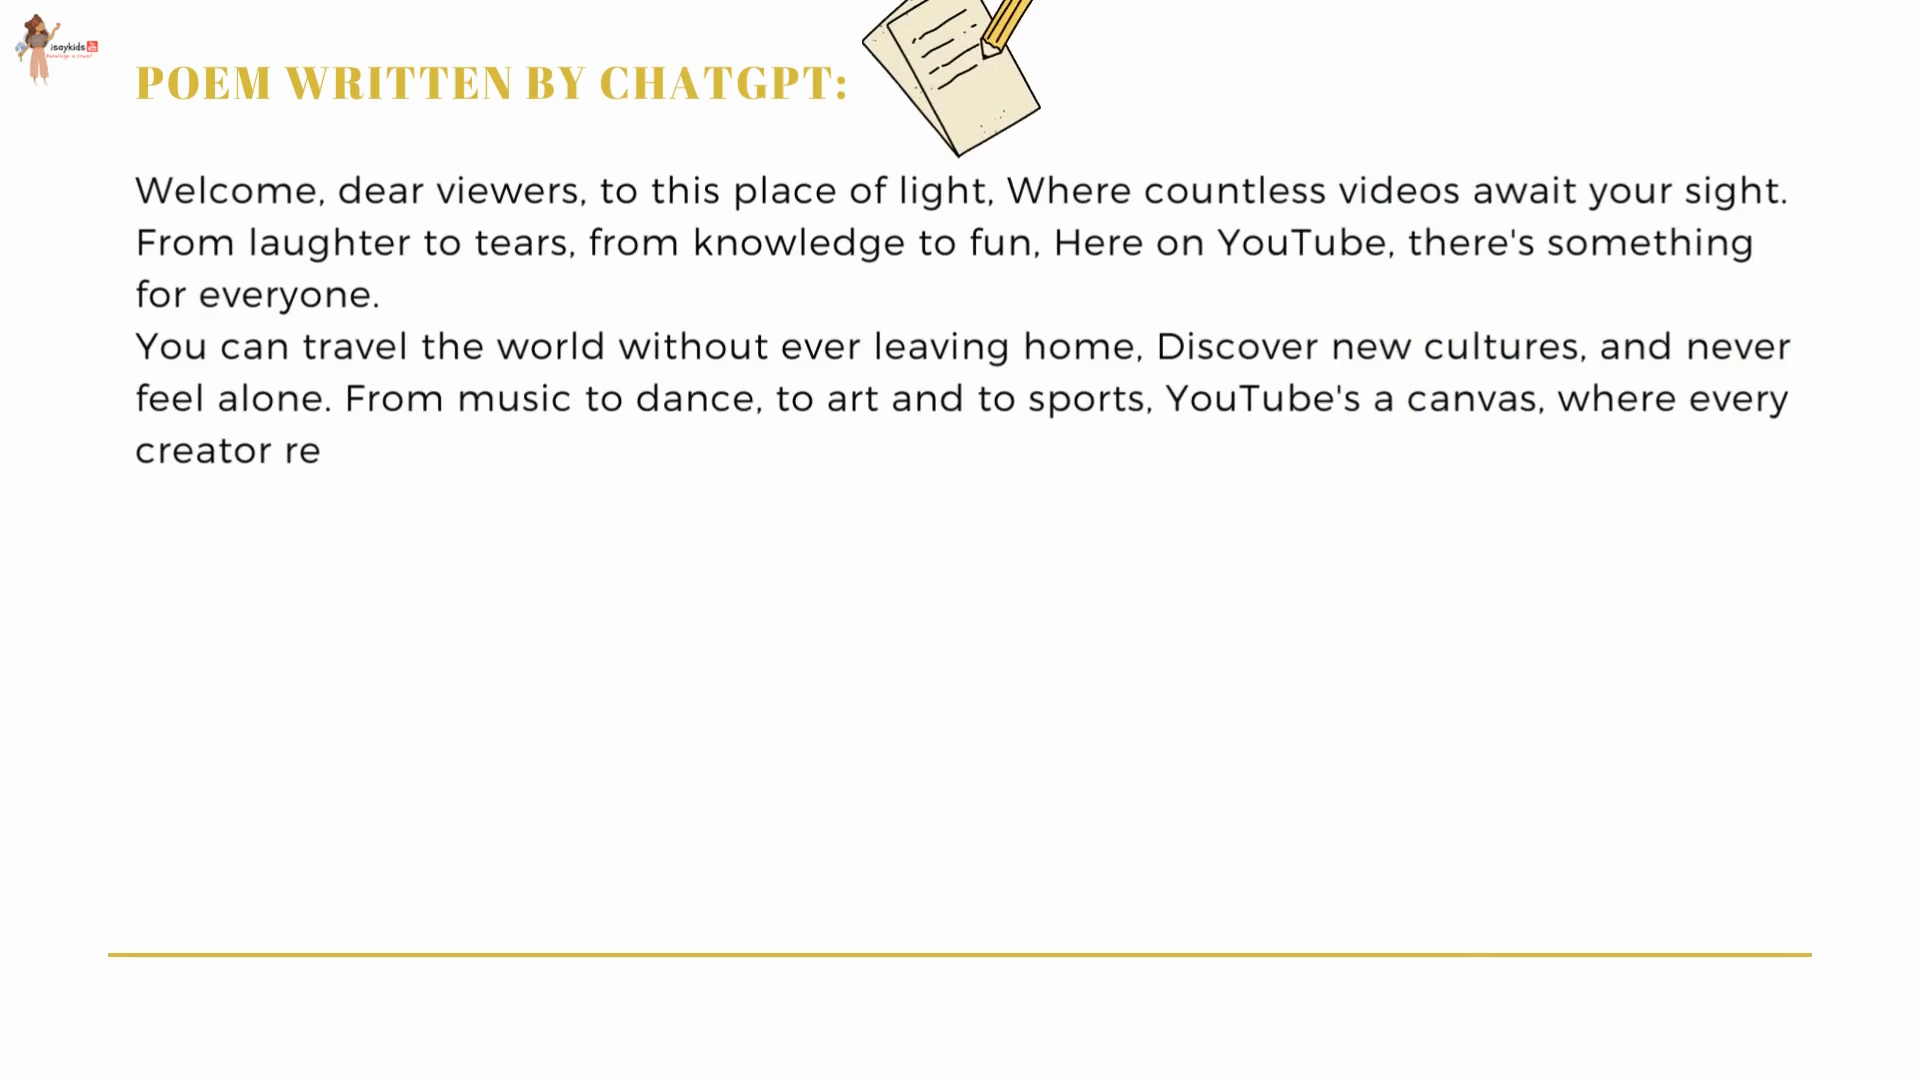 isaykids
POEM WRITTEN BY CHATGPT:
Welcome, dear viewers, to this place of light, Where countless videos await your sight.
From laughter to tears, from knowledge to fun, Here on YouTube, there's something
for everyone.
You can travel the world without ever leaving home, Discover new cultures, and never
feel alone. From music to dance, to art and to sports, YouTube's a canvas, where every
creator re